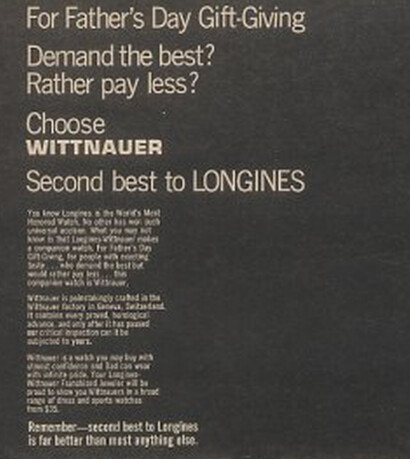 For Father's Day Gift-Giving
Demand the best?
Rather pay less?
Choose
WITTNAUER
Second best to LONGINES
You know Longines is the World's Most
Honored Watch. No other has won such
universal acclaim. What you may not
know is that Longines-Wittnauer makes
a companion watch. For Father's Day
Gift-Giving, for people with exacting
taste . . . who demand the best but
would rather pay less . . . this
companion watch is Wittnauer.
Wittnauer is painstakingly crafted in the
Wittnauer factory in Geneva, Switzerland.
It contains every proved, horological
advance, and only after it has passed
our critical inspection can it be
subjected to yours.
Wittnauer is a watch you may buy with
utmost confidence and Dad can wear
with infinite pride. Your Longines-
Wittnauer Franchised Jeweler will be
proud to show you Wittnauers in a broad
range of dress and sports watches
from $35.
Remember—second best to Longines
is far better than most anything else.